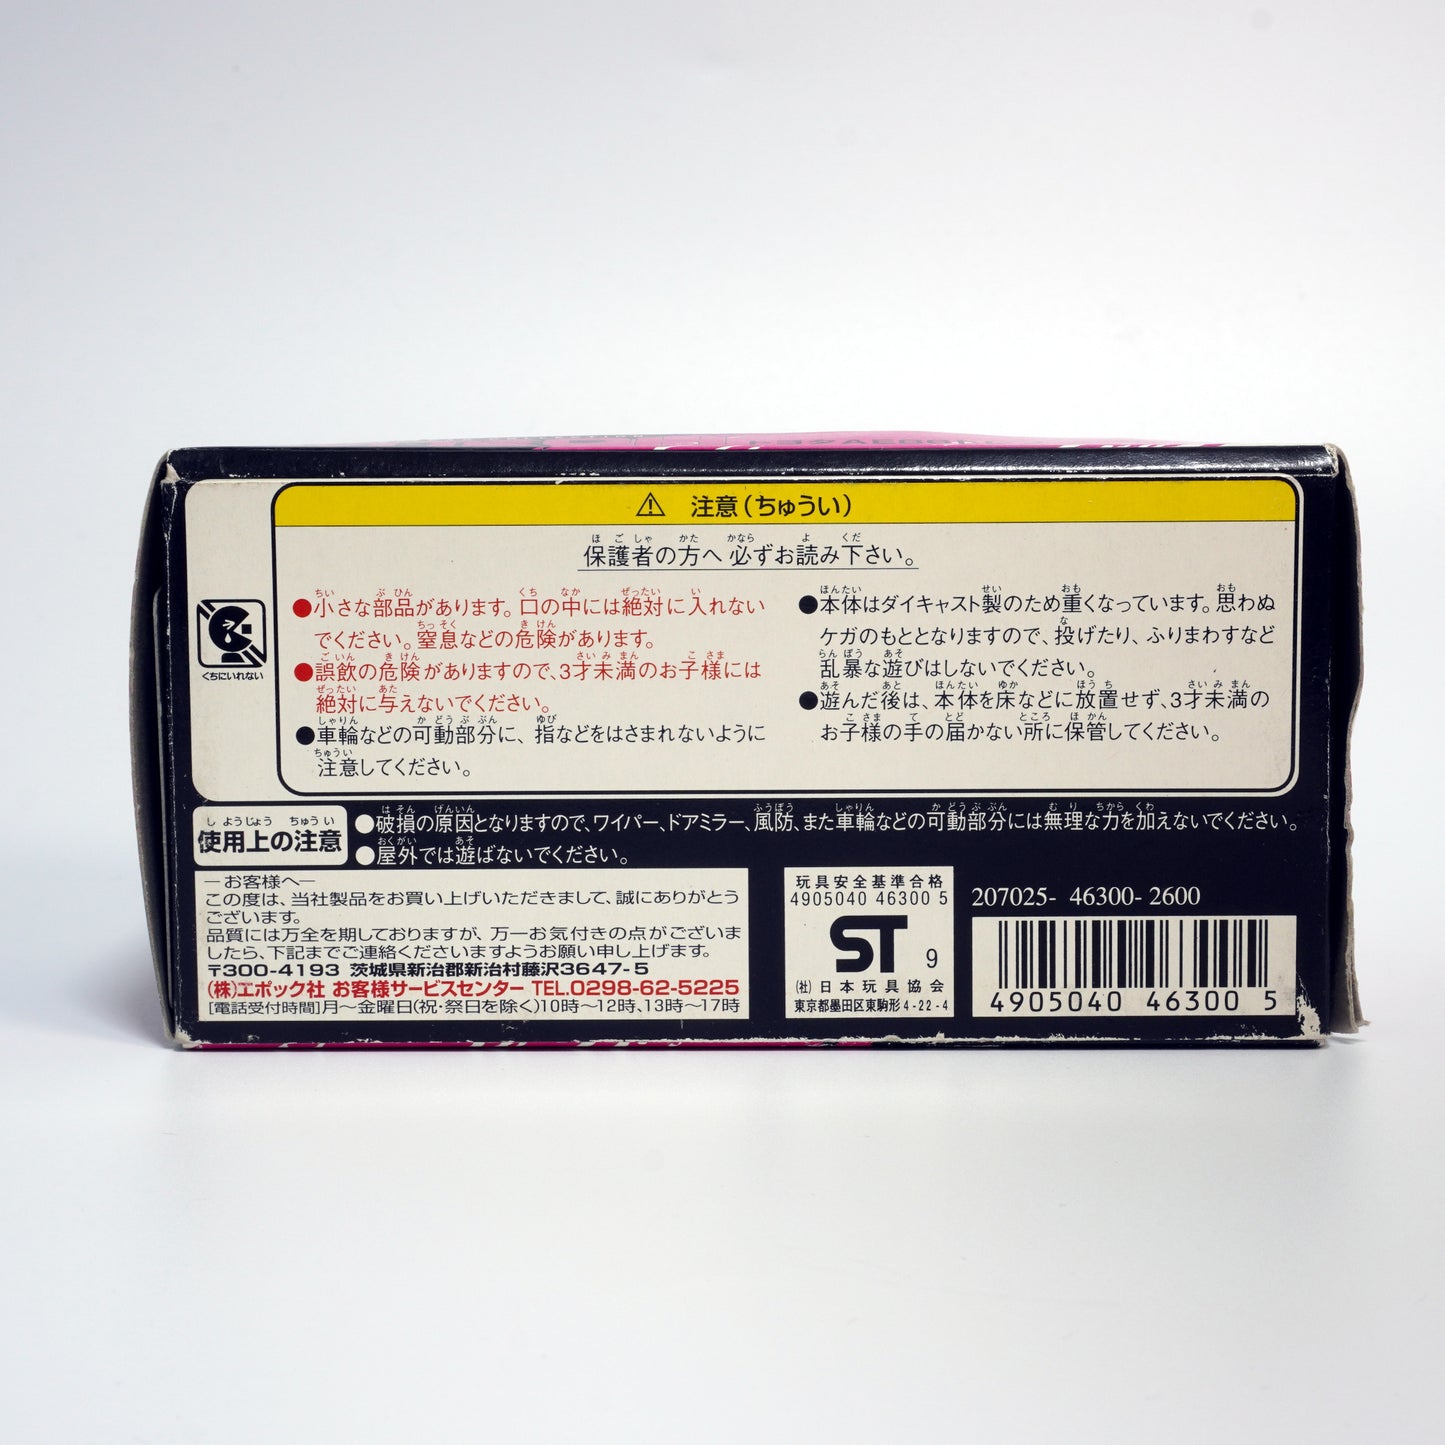 注意(ちゅうい)
保護者の方へ必ずお読み下さい。
●小さな部品があります。口の中には絶対に入れない
でください。窒息などの危険があります。
●誤飲の危険がありますので、3才未満のお子様には
絶対に与えないでください。
●車輪などの可動部分に、指などをはさまれないように
注意してください。
●本体はダイキャスト製のため重くなっています。思わぬ
ケガのもととなりますので、投げたり、ふりまわすなど
乱暴な遊びはしないでください。
●遊んだ後は、本体を床などに放置せず、3才未満の
お子様の手の届かない所に保管してください。
くちにいれない
使用上の注意
●破損の原因となりますので、ワイパー、ドアミラー、風防、また車輪などの可動部分には無理な力を加えないでください。
●屋外では遊ばないでください。
―お客様へ―
この度は、当社製品をお買い上げいただきまして、誠にありがとう
ございます。
品質には万全を期しておりますが、万一お気付きの点がございま
したら、下記までご連絡くださいますようお願い申し上げます。
〒300-4193 茨城県新治郡新治村藤沢3647-5
(株)エポック社 お客様サービスセンター TEL.0298-62-5225
[電話受付時間]月〜金曜日(祝・祭日を除く)10時〜12時、13時〜17時
玩具安全基準合格
4905040 46300 5
ST 9
(社)日本玩具協会
東京都墨田区東駒形4-22-4
207025- 46300- 2600
4905040 46300 5